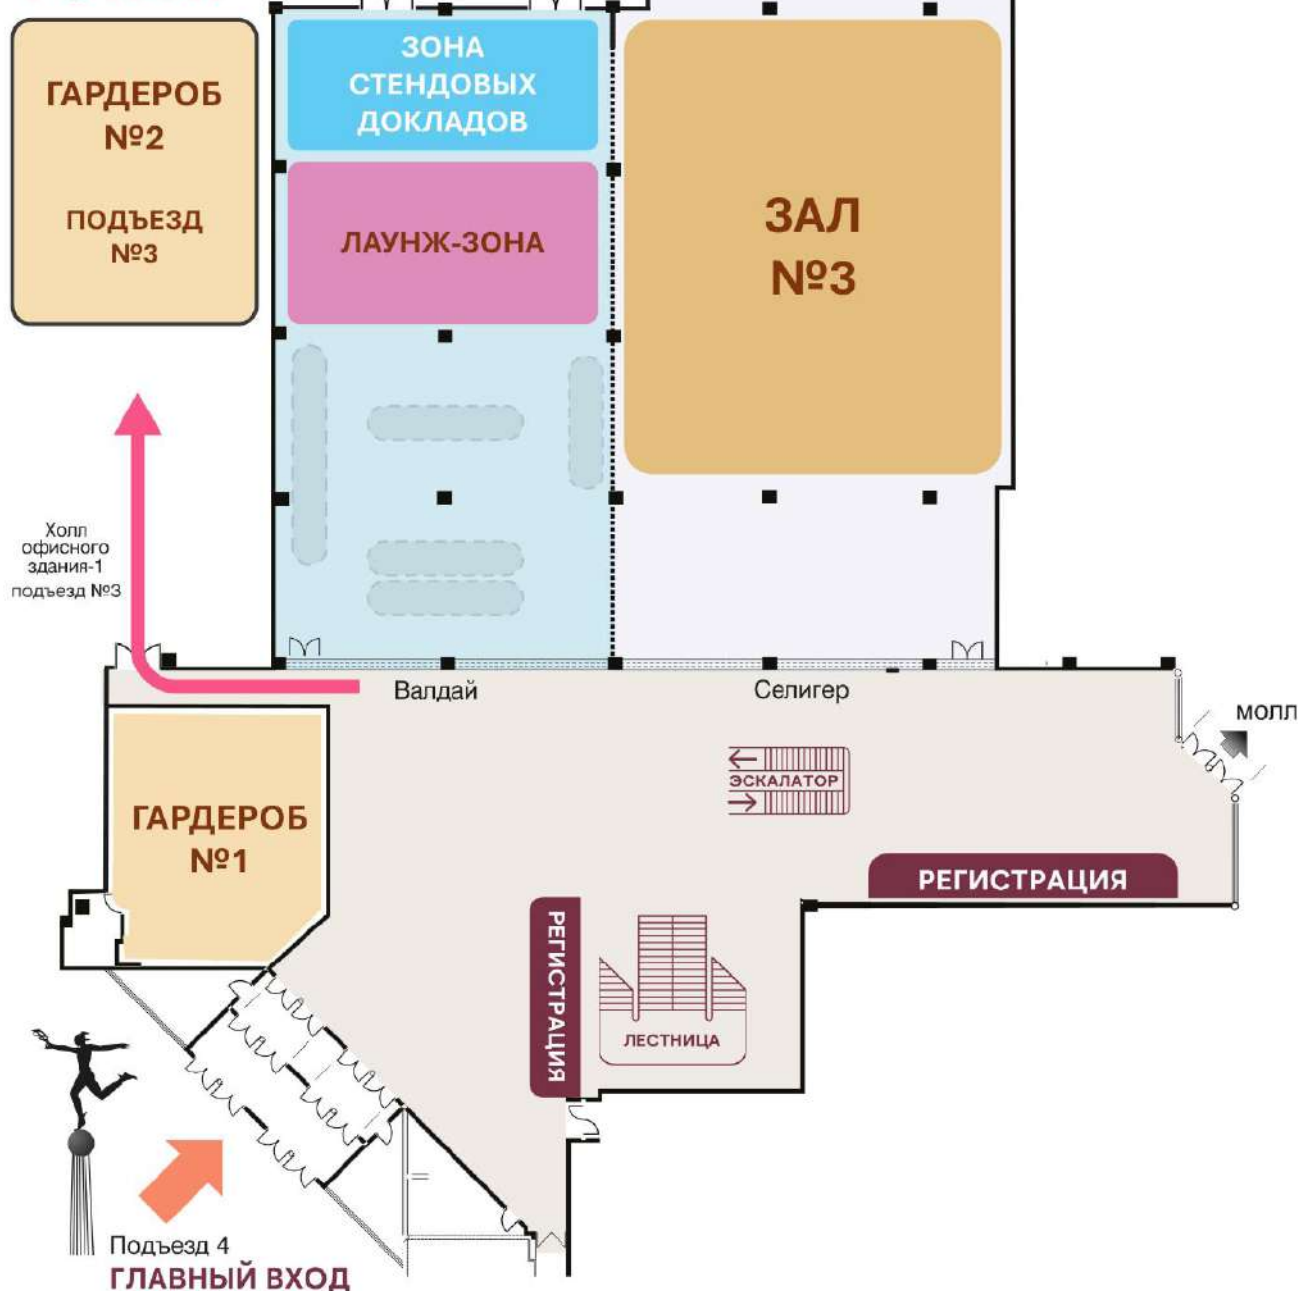 ЗОНА
СТЕНДОВЫХ
ДОКЛАДОВ
ГАРДЕРОБ
№2
ПОДЪЕЗД
№3
ЛАУНЖ-ЗОНА
ЗАЛ
№3
Холл
офисного
здания-1
подъезд №3
Валдай
Селигер
МОЛЛ
ЭСКАЛАТОР
ГАРДЕРОБ
№1
РЕГИСТРАЦИЯ
РЕГИСТРАЦИЯ
ЛЕСТНИЦА
Подъезд 4
ГЛАВНЫЙ ВХОД